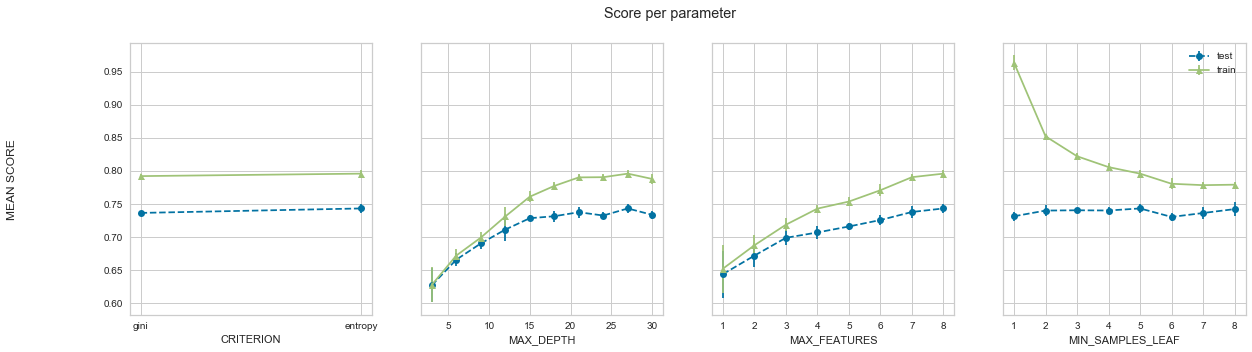 Score per parameter
MEAN SCORE
0.95
0.90
0.85
0.80
0.75
0.70
0.65
0.60
gini entropy
CRITERION
5 10 15 20 25 30
MAX_DEPTH
1 2 3 4 5 6 7 8
MAX_FEATURES
test
train
1 2 3 4 5 6 7 8
MIN_SAMPLES_LEAF